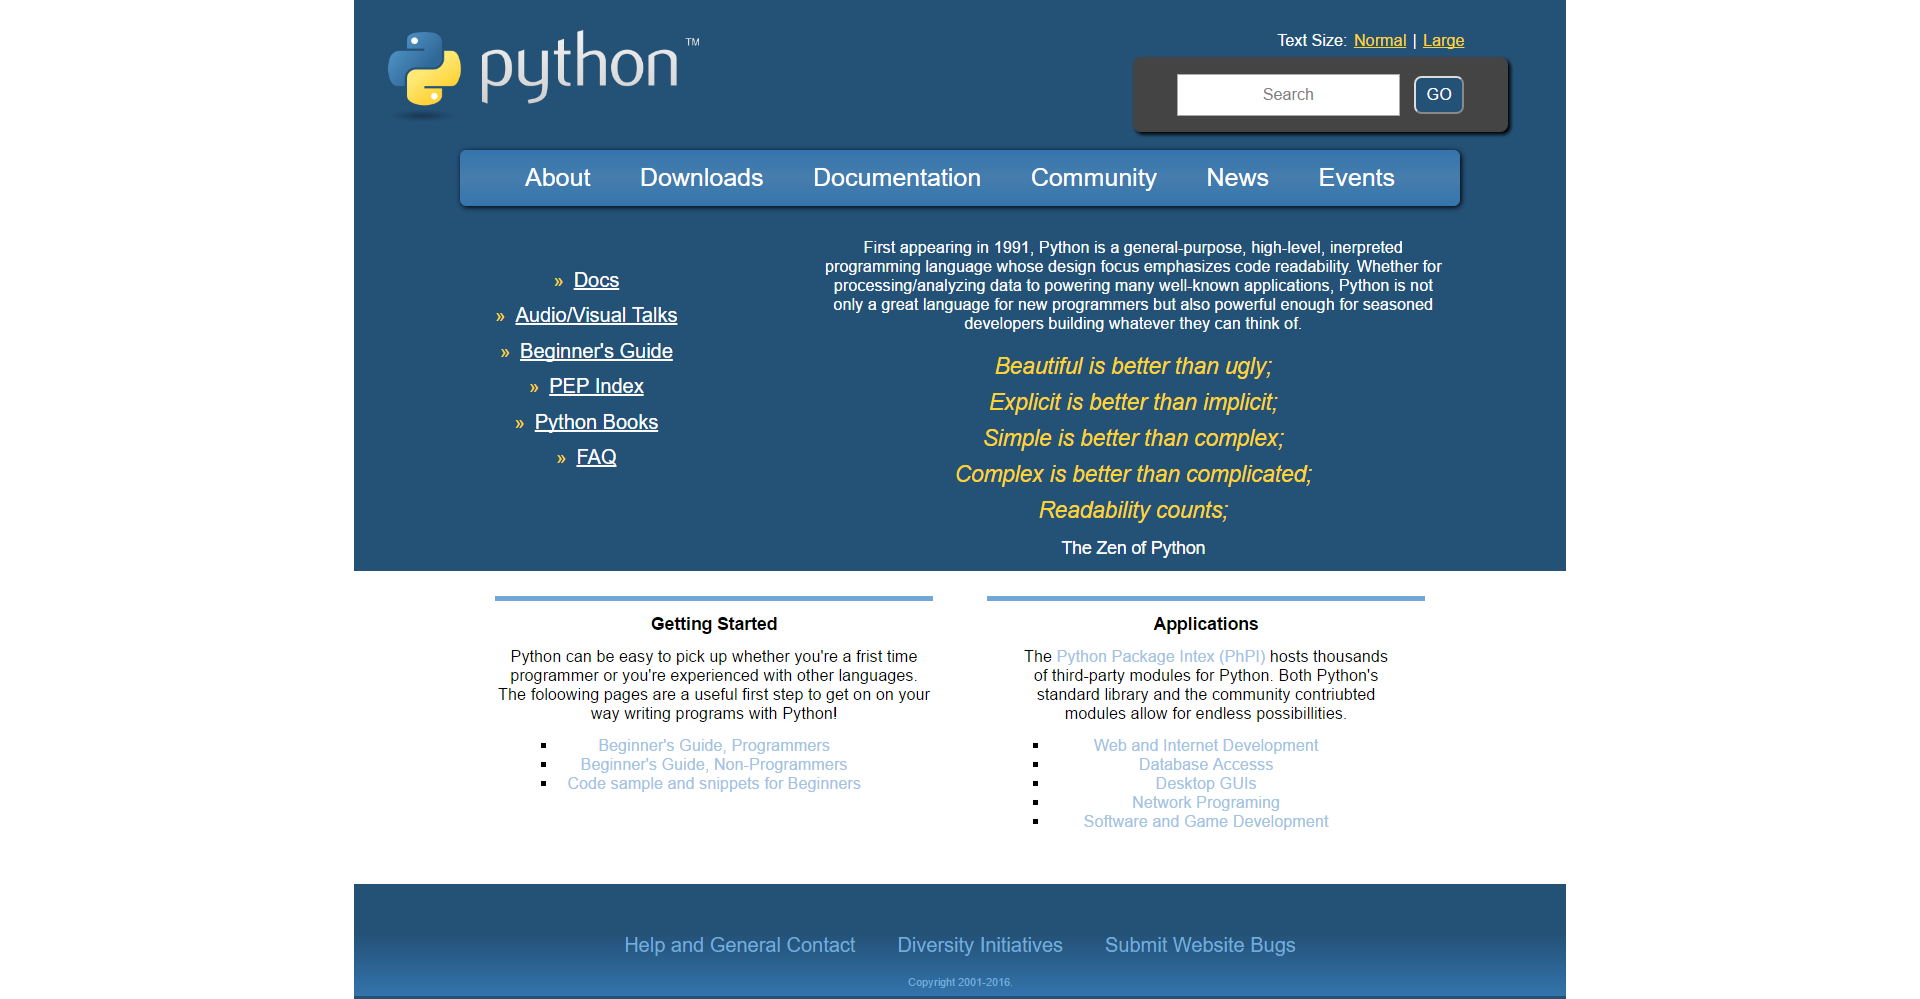 python™
Text Size: Normal | Large
Search
GO
About Downloads Documentation Community News Events
» Docs
» Audio/Visual Talks
» Beginner's Guide
» PEP Index
» Python Books
» FAQ
First appearing in 1991, Python is a general-purpose, high-level, inerpreted
programming language whose design focus emphasizes code readability. Whether for
processing/analyzing data to powering many well-known applications, Python is not
only a great language for new programmers but also powerful enough for seasoned
developers building whatever they can think of.
Beautiful is better than ugly;
Explicit is better than implicit;
Simple is better than complex;
Complex is better than complicated;
Readability counts;
The Zen of Python
Getting Started
Python can be easy to pick up whether you're a frist time
programmer or you're experienced with other languages.
The foloowing pages are a useful first step to get on on your
way writing programs with Python!
Beginner's Guide, Programmers
Beginner's Guide, Non-Programmers
Code sample and snippets for Beginners
Applications
The Python Package Intex (PhPI) hosts thousands
of third-party modules for Python. Both Python's
standard library and the community contriubted
modules allow for endless possibillities.
Web and Internet Development
Database Accesss
Desktop GUIs
Network Programing
Software and Game Development
Help and General Contact Diversity Initiatives Submit Website Bugs
Copyright 2001-2016.